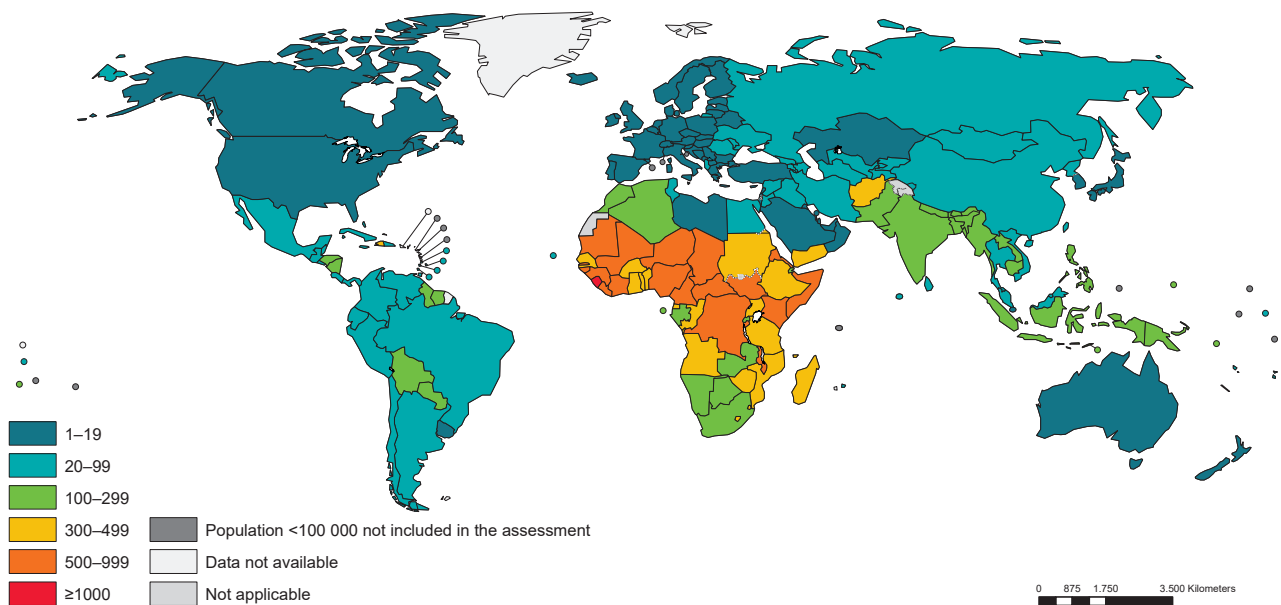 1–19
20–99
100–299
300–499
500–999
≥1000
Population <100 000 not included in the assessment
Data not available
Not applicable
0 875 1.750 3.500 Kilometers